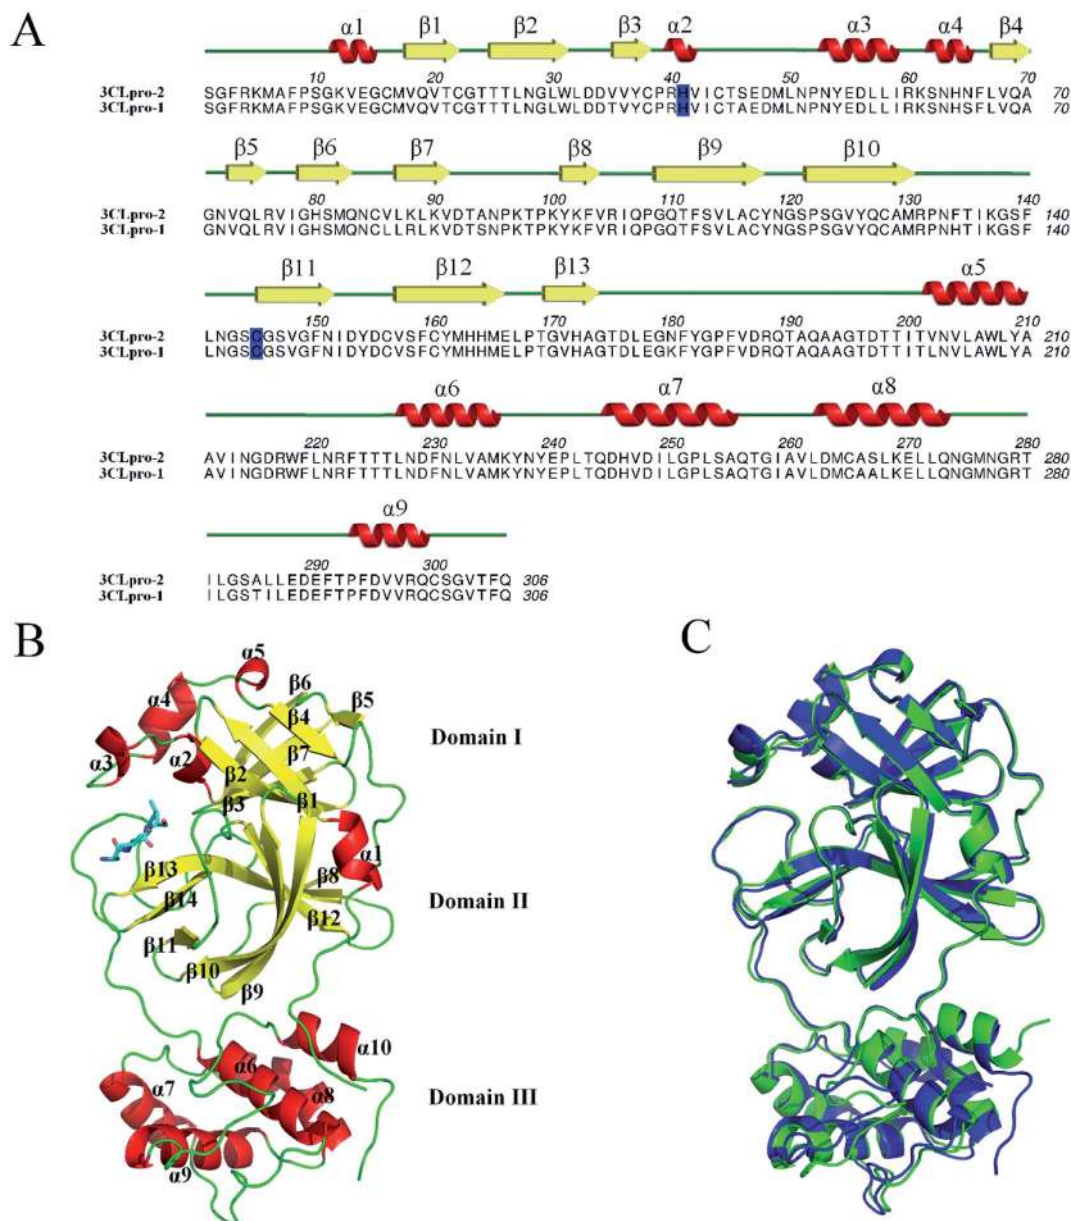 A
α1 β1 β2 β3 α2 α3 α4 β4
10 20 30 40 50 60 70
3CLpro-2 SGFRKMAFPSGKVEGCMVQVTCGTTTLNGLWLDDVVYCPRHVICTSEDMLNPNYEDLLIRKSNHNFLVQA 70
3CLpro-1 SGFRKMAFPSGKVEGCMVQVTCGTTTLNGLWLDDTVYCPRHVICTAEDMLNPNYEDLLIRKSNHSFLVQA 70
β5 β6 β7 β8 β9 β10
80 90 100 110 120 130 140
3CLpro-2 GNVQLRVIGHSMQNCVLKLKVDTANPKTPKYKFVRIQPGQTFSVLACYNGSPSGVYQCAMRPNFTIKGSF 140
3CLpro-1 GNVQLRVIGHSMQNCLLRLKVDTSNPKTPKYKFVRIQPGQTFSVLACYNGSPSGVYQCAMRPNHTIKGSF 140
β11 β12 β13 α5
150 160 170 180 190 200 210
3CLpro-2 LNGSCGSVGFNIDYDCVSFCYMHHMELPTGVHAGTDLEGNFYGPFVDRQTAQAAGTDTTITVNVLAWLYA 210
3CLpro-1 LNGSCGSVGFNIDYDCVSFCYMHHMELPTGVHAGTDLEGKFYGPFVDRQTAQAAGTDTTITLNVLAWLYA 210
α6 α7 α8
220 230 240 250 260 270 280
3CLpro-2 AVINGDRWFLNRFTTTLNDFNLVAMKYNYEPLTQDHVDILGPLSAQTGIAVLDMCASLKELLQNGMNGRT 280
3CLpro-1 AVINGDRWFLNRFTTTLNDFNLVAMKYNYEPLTQDHVDILGPLSAQTGIAVLDMCAALKELLQNGMNGRT 280
α9
290 300
3CLpro-2 ILGSALLEDEFTPFDVVRQCSGVTFQ 306
3CLpro-1 ILGSTILEDEFTPFDVVRQCSGVTFQ 306
B
α5
β6
α4 β4 β5
Domain I
α3 α2 β2 β7
β3 β1
α1
β13 β8
β14 β12
Domain II
β11
β10
β9
α10
α7 α6 α8
Domain III
α9
C